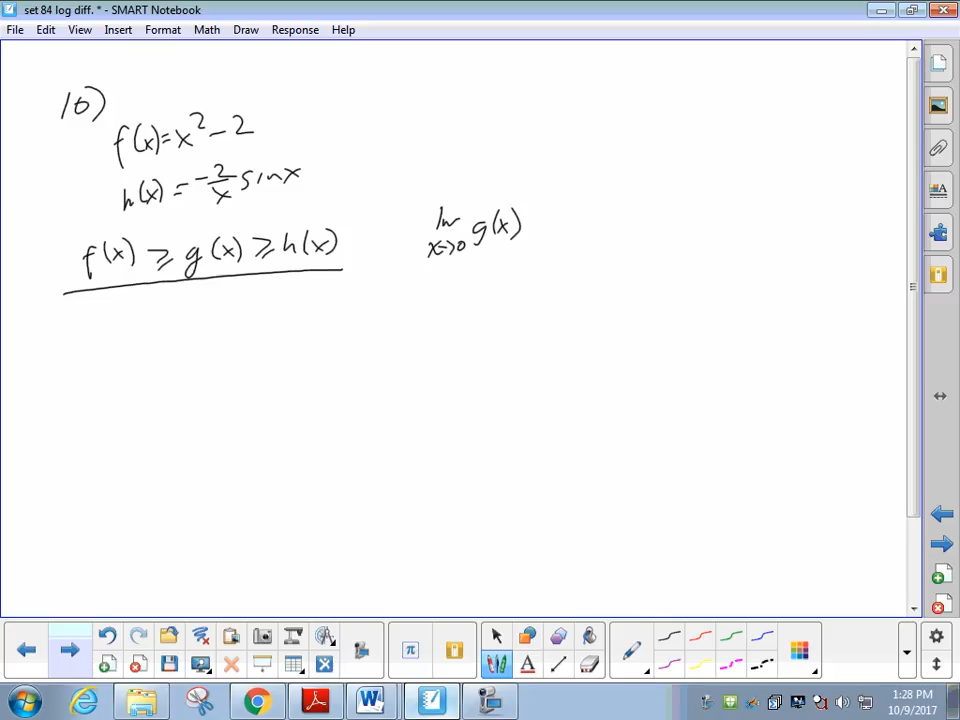 set 84 log diff. * - SMART Notebook
File Edit View Insert Format Math Draw Response Help
10)
f(x)=x²-2
h(x) = -2/x sin x
f(x) ≥ g(x) ≥ h(x)
lim x->0 g(x)
π
A
W
1:28 PM
10/9/2017